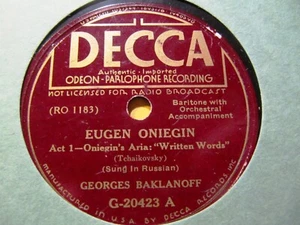 DECCA
Authentic - Imported
ODEON-PARLOPHONE RECORDING
NOT LICENSED FOR RADIO BROADCAST
(RO 1183)
Baritone with
Orchestral
Accompaniment
EUGEN ONIEGIN
Act 1—Oniegin's Aria: "Written Words"
(Tchaikovsky)
(Sung in Russian)
GEORGES BAKLANOFF
G-20423 A
MANUFACTURED IN U.S.A. BY DECCA RECORDS